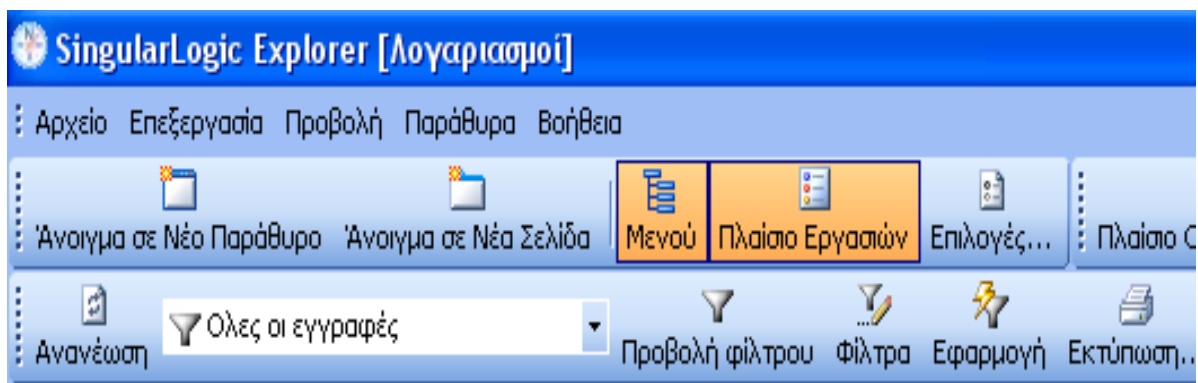 SingularLogic Explorer [Λογαριασμοί]
Αρχείο Επεξεργασία Προβολή Παράθυρα Βοήθεια
Άνοιγμα σε Νέο Παράθυρο Άνοιγμα σε Νέα Σελίδα Μενού Πλαίσιο Εργασιών Επιλογές... Πλαίσιο
Ολες οι εγγραφές
Ανανέωση Προβολή φίλτρου Φίλτρα Εφαρμογή Εκτύπωση..